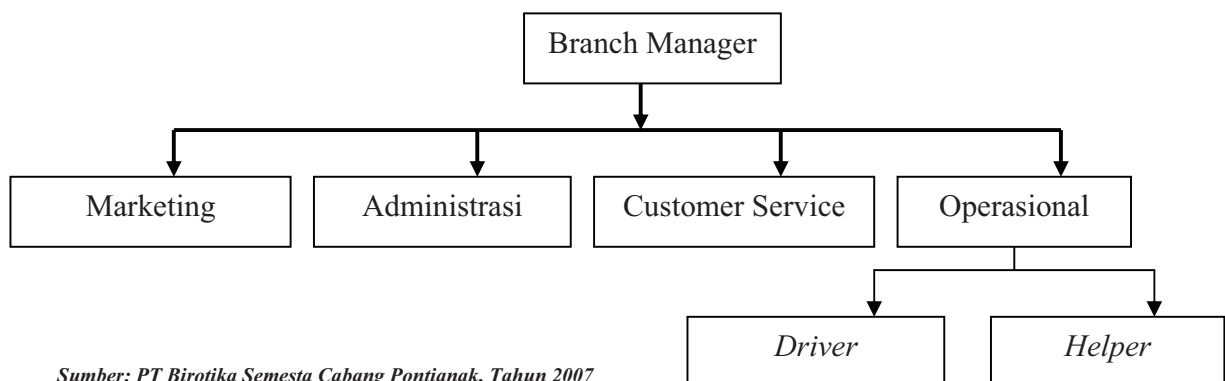 Branch Manager
Marketing
Administrasi
Customer Service
Operasional
Driver
Helper
Sumber: PT Birotika Semesta Cabang Pontianak, Tahun 2007